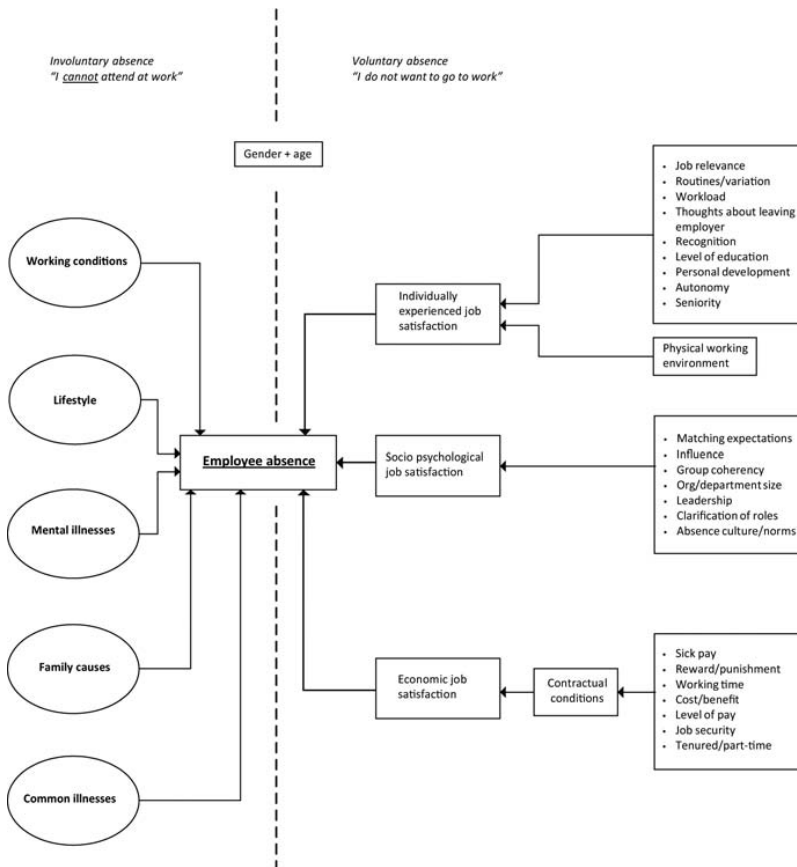 Involuntary absence
“I cannot attend at work”
Voluntary absence
“I do not want to go to work”
Gender + age
Working conditions
Lifestyle
Mental illnesses
Family causes
Common illnesses
Employee absence
Individually
experienced job
satisfaction
Socio psychological
job satisfaction
Economic job
satisfaction
Contractual
conditions
• Job relevance
• Routines/variation
• Workload
• Thoughts about leaving
employer
• Recognition
• Level of education
• Personal development
• Autonomy
• Seniority
Physical working
environment
• Matching expectations
• Influence
• Group coherency
• Org/department size
• Leadership
• Clarification of roles
• Absence culture/norms
• Sick pay
• Reward/punishment
• Working time
• Cost/benefit
• Level of pay
• Job security
• Tenured/part-time